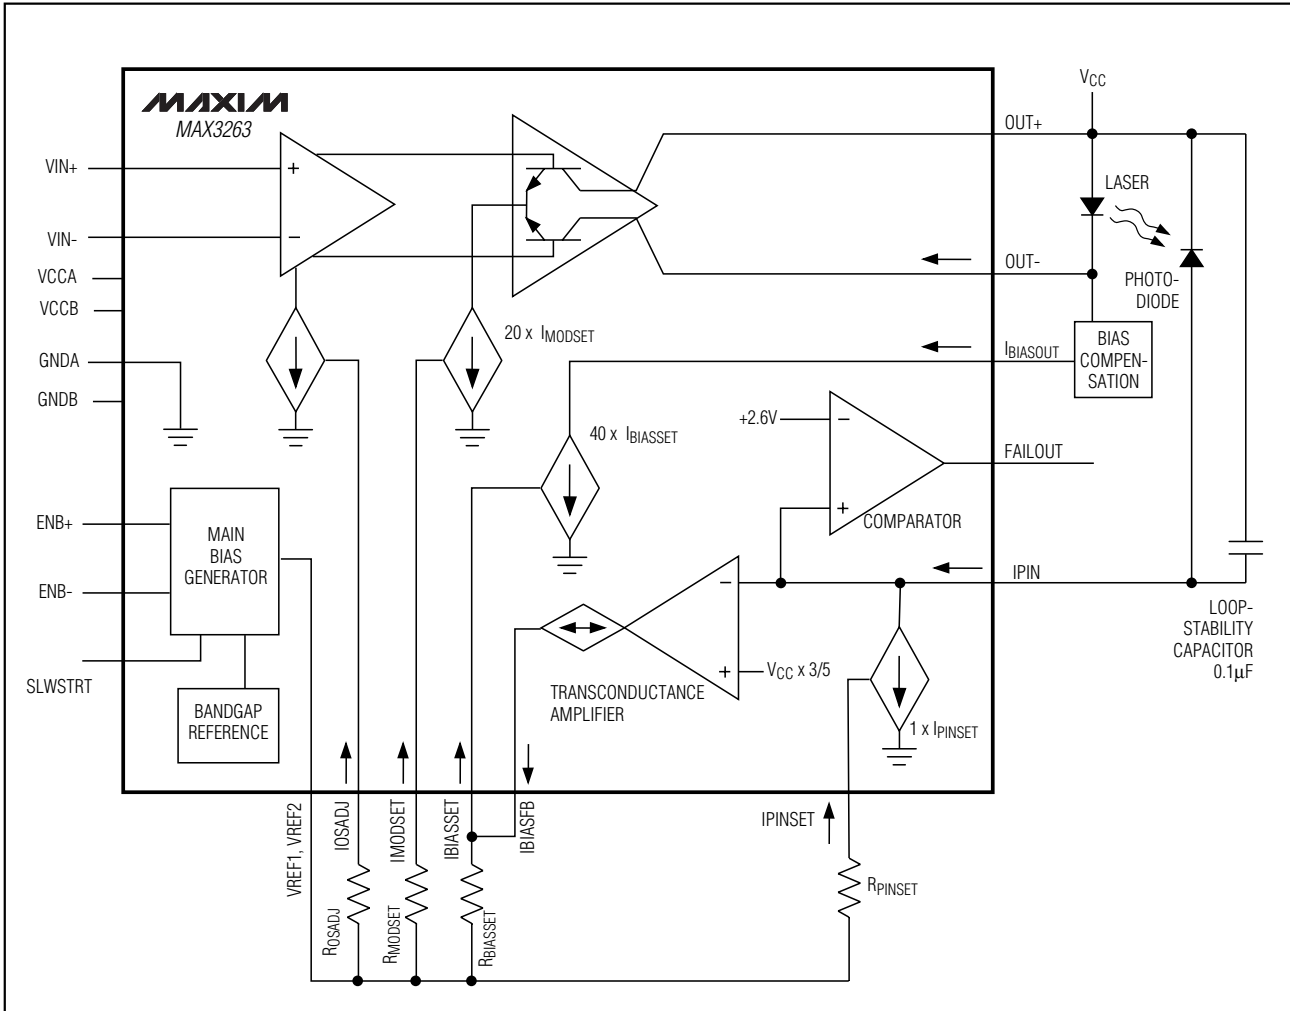 MAXIM
MAX3263
VIN+
VIN-
VCCA
VCCB
GNDA
GNDB
ENB+
ENB-
SLWSTRT
+
−
20 x IMODSET
40 x IBIASSET
MAIN
BIAS
GENERATOR
BANDGAP
REFERENCE
VCC
OUT+
LASER
OUT-
PHOTO-
DIODE
IBIASOUT
BIAS
COMPEN-
SATION
+2.6V
−
+
COMPARATOR
FAILOUT
IPIN
LOOP-
STABILITY
CAPACITOR
0.1µF
−
+
VCC x 3/5
TRANSCONDUCTANCE
AMPLIFIER
1 x IPINSET
VREF1, VREF2
IOSADJ
IMODSET
IBIASSET
IBIASFB
IPINSET
ROSADJ
RMODSET
RBIASSET
RPINSET